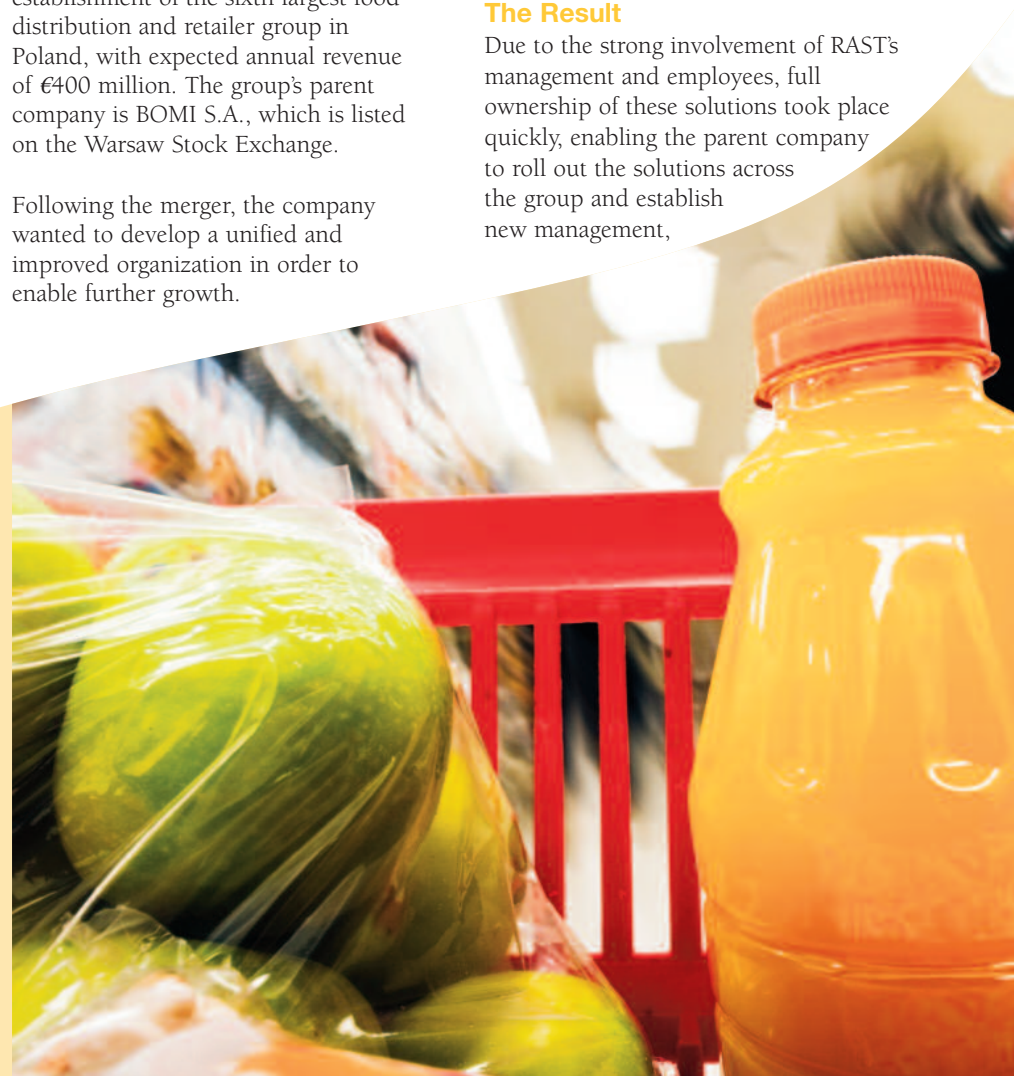 establishment of the sixth largest food
distribution and retailer group in
Poland, with expected annual revenue
of €400 million. The group’s parent
company is BOMI S.A., which is listed
on the Warsaw Stock Exchange.
Following the merger, the company
wanted to develop a unified and
improved organization in order to
enable further growth.
The Result
Due to the strong involvement of RAST’s
management and employees, full
ownership of these solutions took place
quickly, enabling the parent company
to roll out the solutions across
the group and establish
new management,